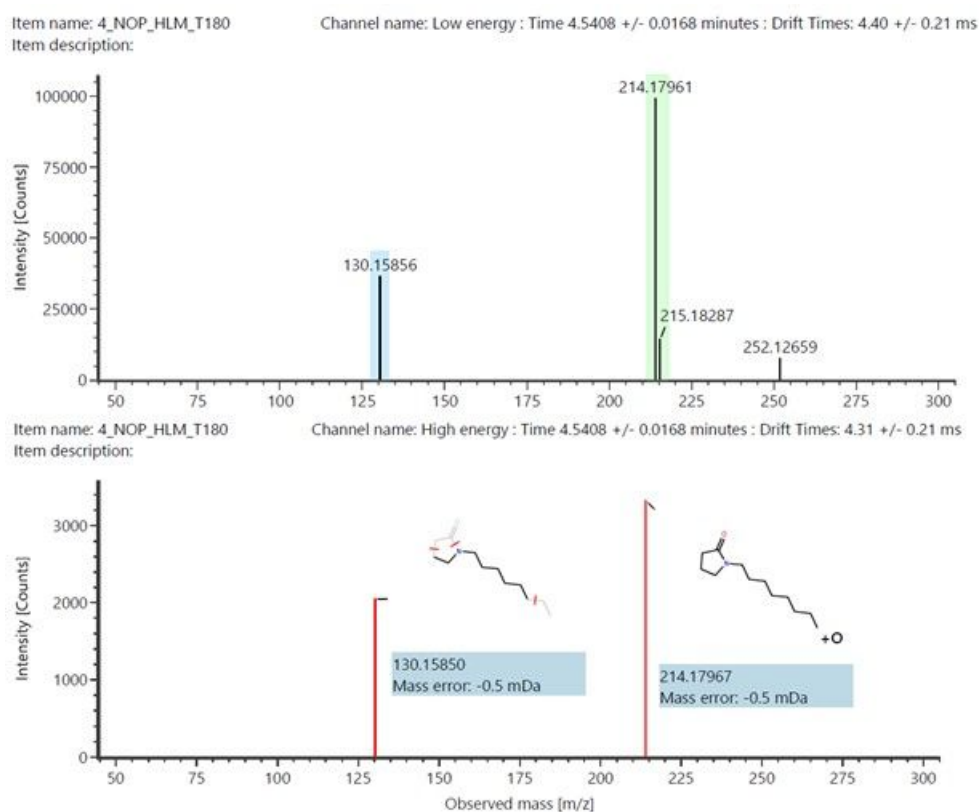 Item name: 4_NOP_HLM_T180 Channel name: Low energy : Time 4.5408 +/- 0.0168 minutes : Drift Times: 4.40 +/- 0.21 ms
Item description:
214.17961
100000
75000
Intensity [Counts]
50000
130.15856
25000
215.18287
252.12659
0
50 75 100 125 150 175 200 225 250 275 300
Item name: 4_NOP_HLM_T180 Channel name: High energy : Time 4.5408 +/- 0.0168 minutes : Drift Times: 4.31 +/- 0.21 ms
Item description:
3000
O
N
N
+O
2000
Intensity [Counts]
130.15850
Mass error: -0.5 mDa
214.17967
Mass error: -0.5 mDa
1000
0
50 75 100 125 150 175 200 225 250 275 300
Observed mass [m/z]